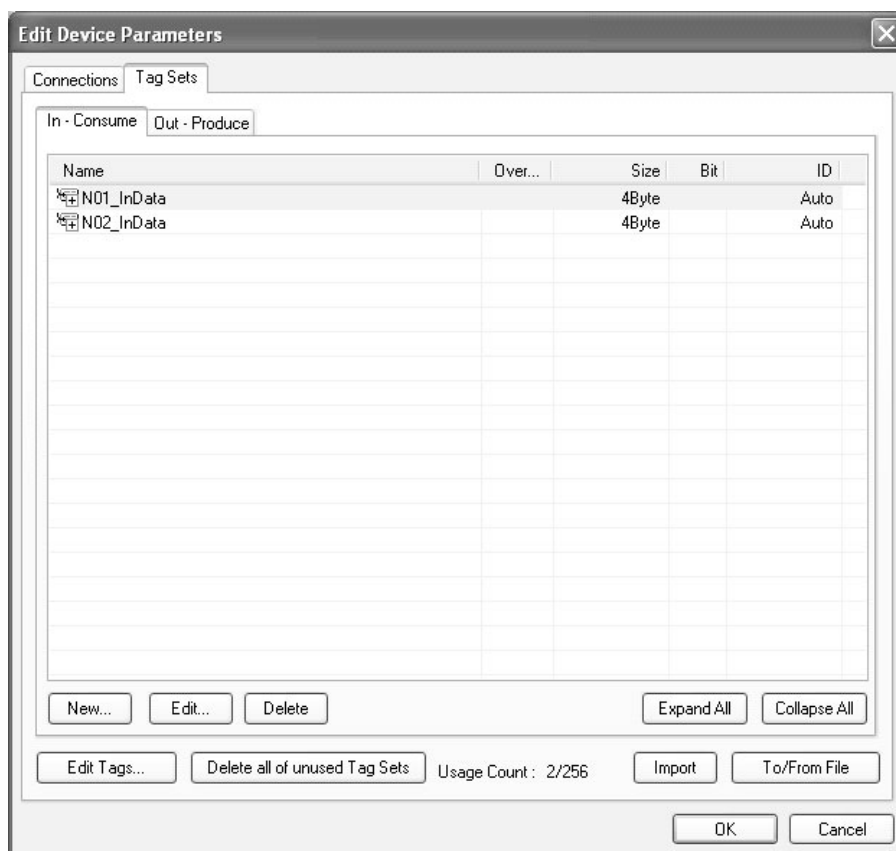 Edit Device Parameters
Connections Tag Sets
In - Consume Out - Produce
Name Over... Size Bit ID
N01_InData 4Byte Auto
N02_InData 4Byte Auto
New... Edit... Delete Expand All Collapse All
Edit Tags... Delete all of unused Tag Sets Usage Count : 2/256 Import To/From File
OK Cancel